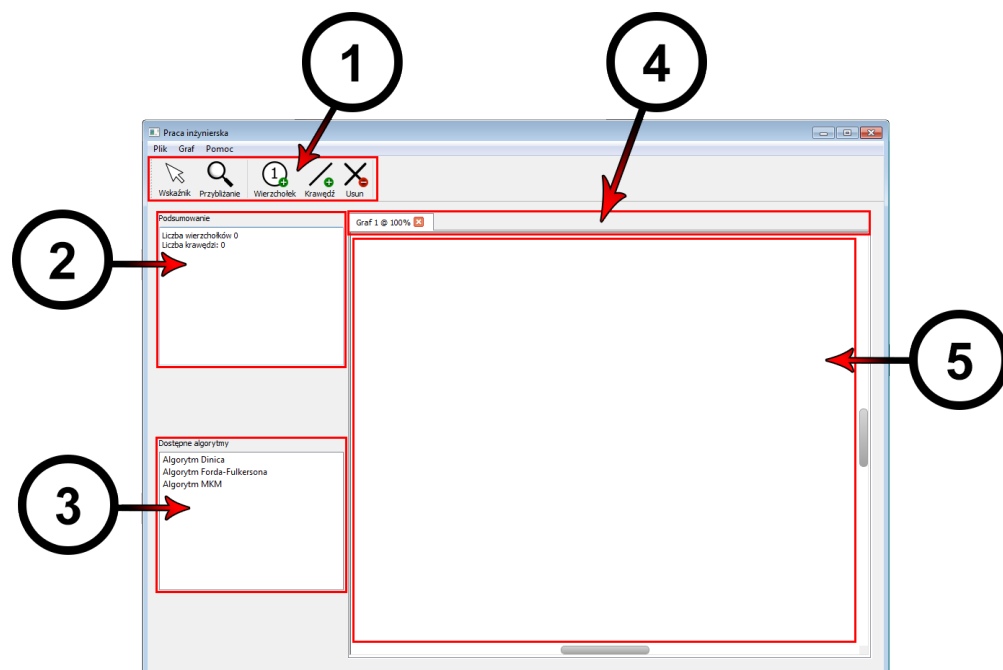 1
4
Praca inżynierska
Plik Graf Pomoc
1
Wskaźnik Przybliżanie Wierzchołek Krawędź Usun
Podsumowanie
Graf 1 @ 100%
Liczba wierzchołków 0
Liczba krawędzi: 0
2
5
Dostępne algorytmy
Algorytm Dinica
Algorytm Forda-Fulkersona
Algorytm MKM
3